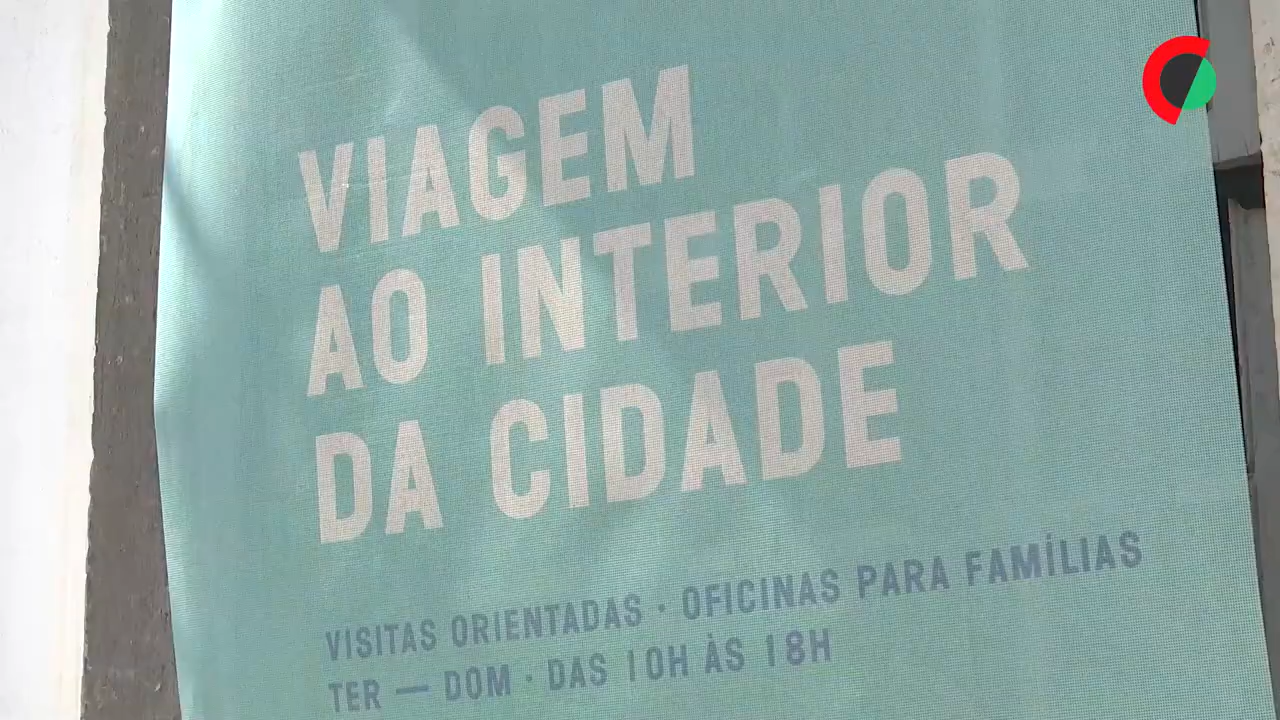 VIAGEM
AO INTERIOR
DA CIDADE
VISITAS ORIENTADAS · OFICINAS PARA FAMÍLIAS
TER — DOM · DAS 10H ÀS 18H